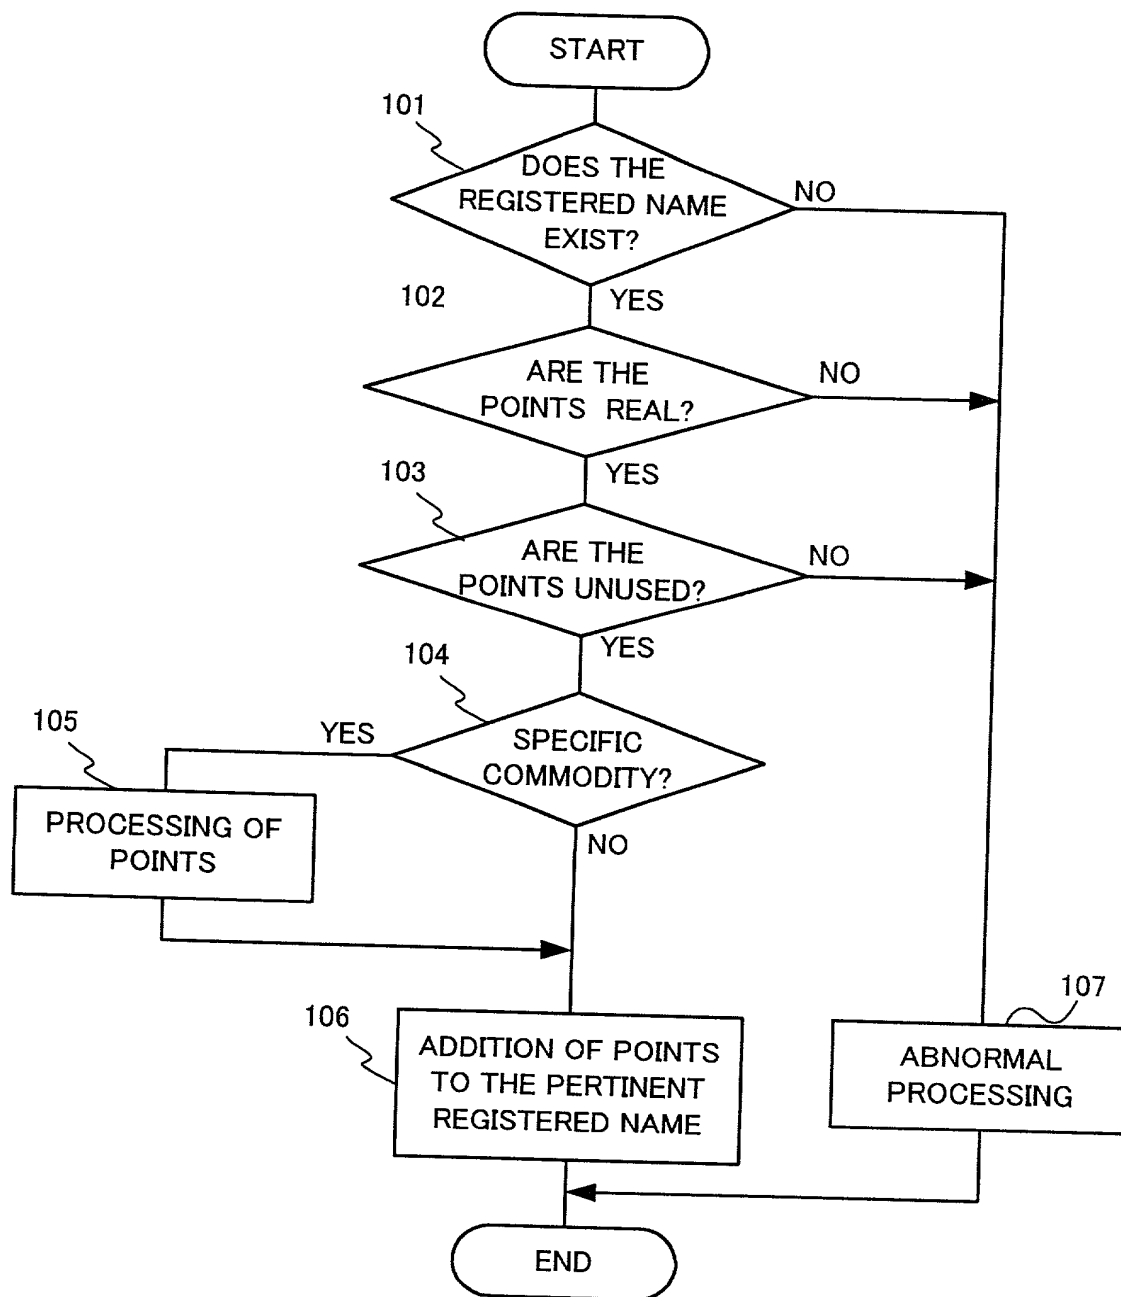 START
101
DOES THE
REGISTERED NAME
EXIST?
NO
102
YES
ARE THE
POINTS REAL?
NO
103
YES
ARE THE
POINTS UNUSED?
NO
104
YES
105
YES
SPECIFIC
COMMODITY?
PROCESSING OF
POINTS
NO
106
ADDITION OF POINTS
TO THE PERTINENT
REGISTERED NAME
107
ABNORMAL
PROCESSING
END